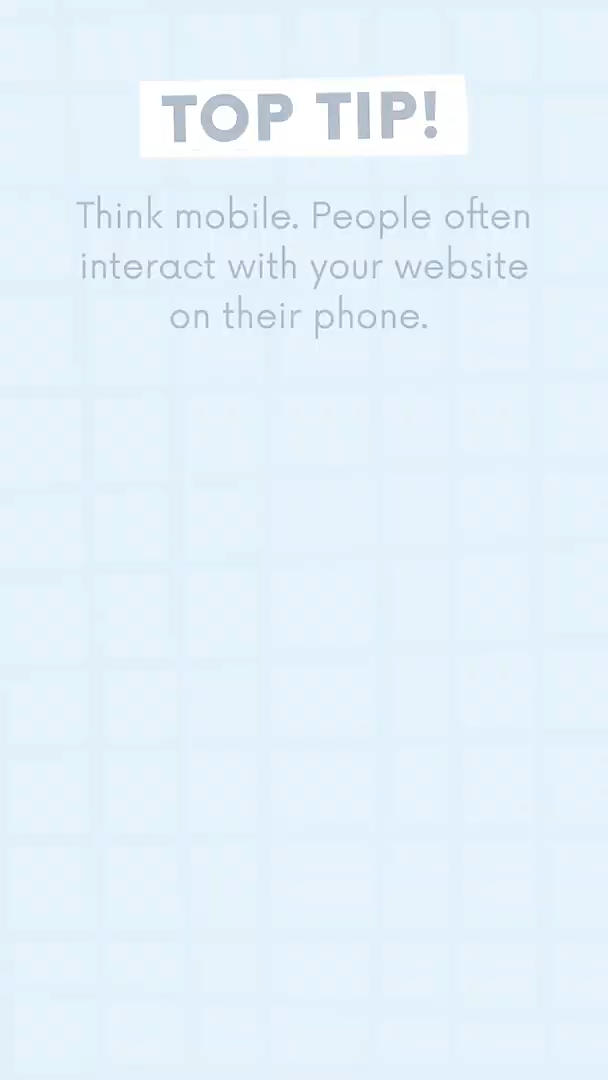 TOP TIP!
Think mobile. People often
interact with your website
on their phone.